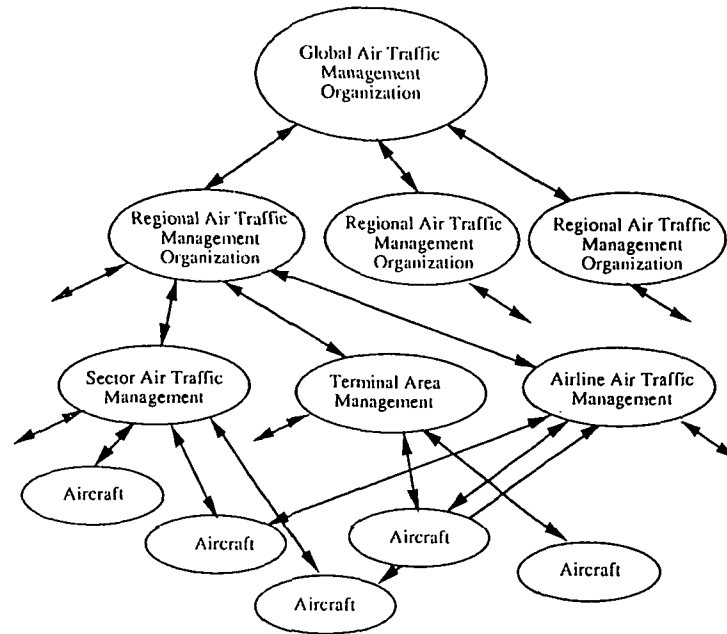 Global Air Traffic
Management
Organization
Regional Air Traffic
Management
Organization
Regional Air Traffic
Management
Organization
Regional Air Traffic
Management
Organization
Sector Air Traffic
Management
Terminal Area
Management
Airline Air Traffic
Management
Aircraft
Aircraft
Aircraft
Aircraft
Aircraft